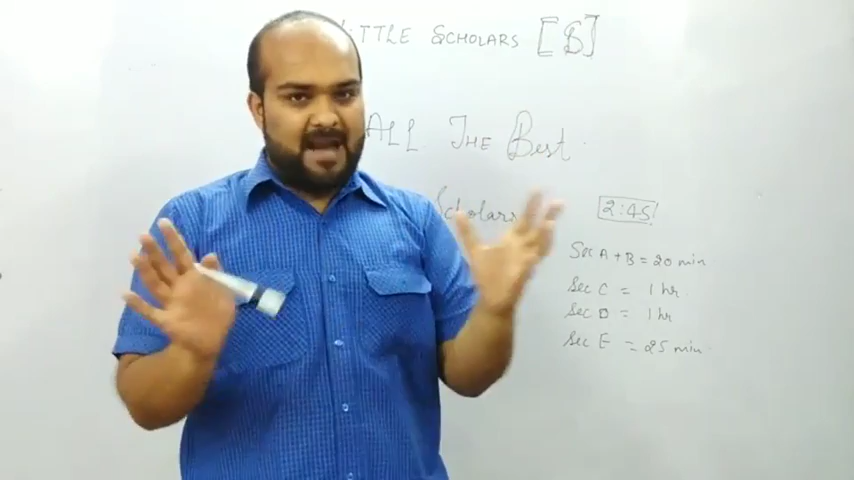 LITTLE SCHOLARS [B]
ALL THE Best
Scholars
2:45
Sec A + B = 20 min
Sec C = 1 hr
Sec D = 1 hr
Sec E = 25 min